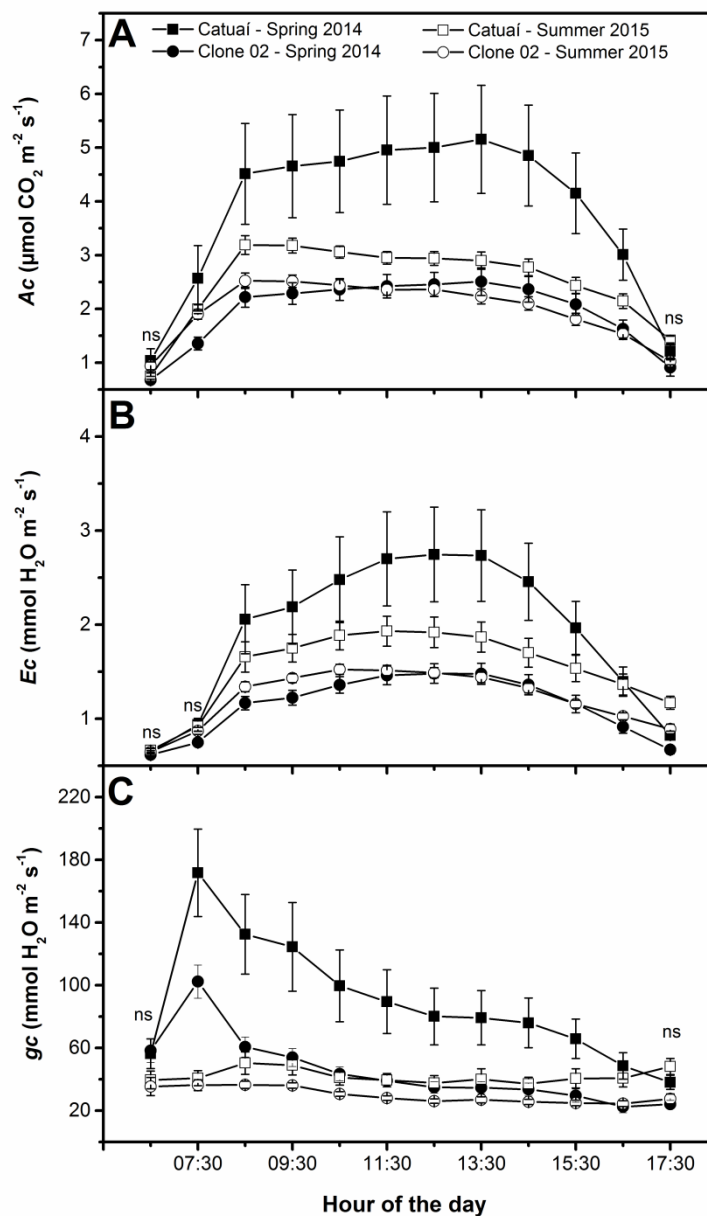 A
Catuaí - Spring 2014
Catuaí - Summer 2015
Clone 02 - Spring 2014
Clone 02 - Summer 2015
7
6
5
4
3
2
1
ns
ns
Ac (µmol CO₂ m⁻² s⁻¹)
B
4
3
2
1
ns
ns
Ec (mmol H₂O m⁻² s⁻¹)
C
220
180
140
100
60
20
ns
ns
gc (mmol H₂O m⁻² s⁻¹)
07:30 09:30 11:30 13:30 15:30 17:30
Hour of the day